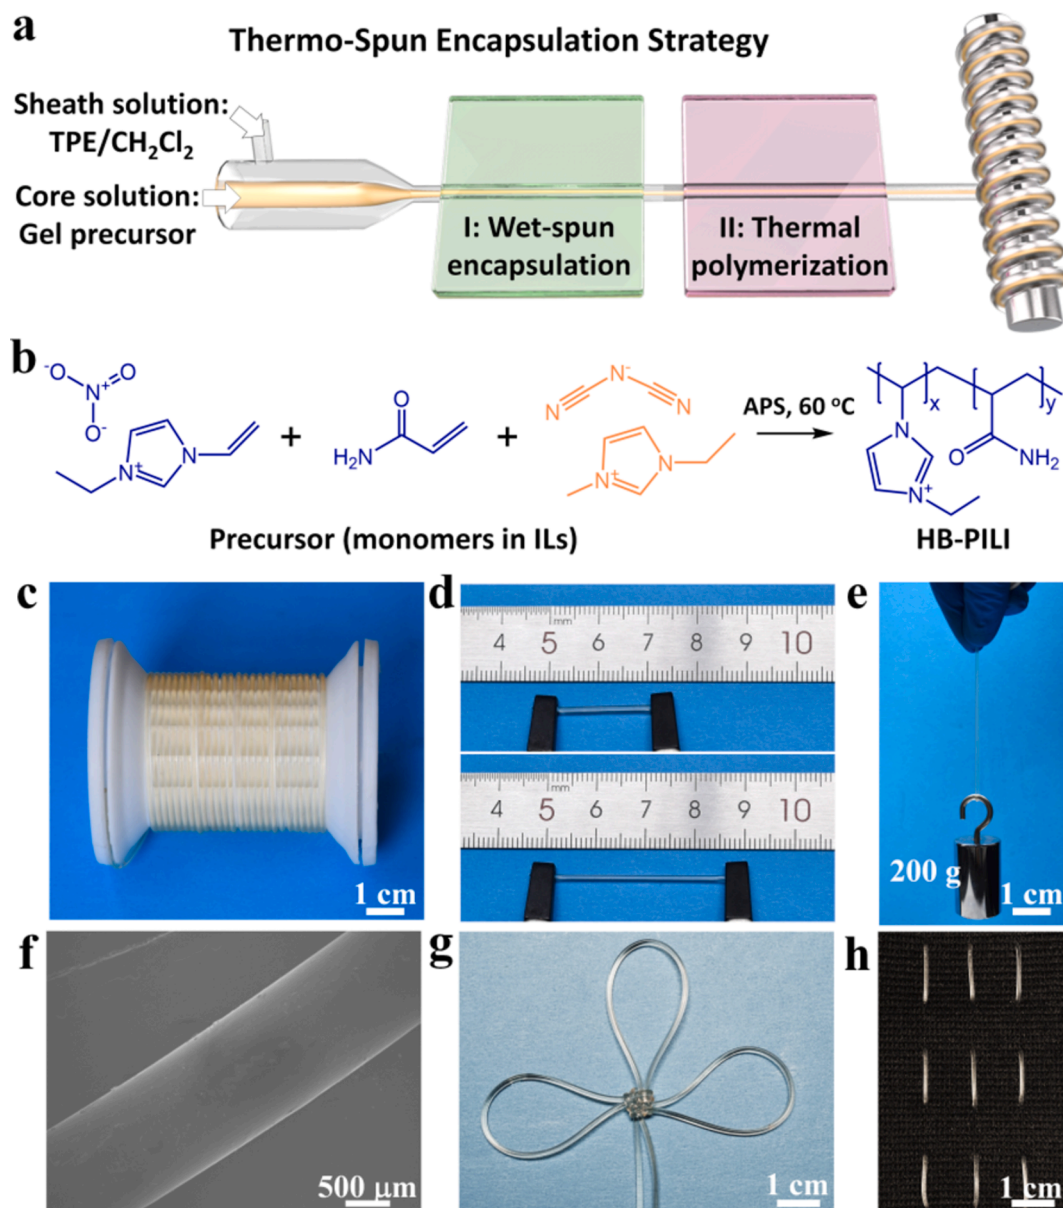 a
Thermo-Spun Encapsulation Strategy
Sheath solution:
TPE/CH₂Cl₂
Core solution:
Gel precursor
I: Wet-spun
encapsulation
II: Thermal
polymerization
b
⁻O
N⁺
O
O⁻
N⁺
N
+
O
H₂N
+
N
N⁻
N
N⁺
N
APS, 60 °C
x
y
N
N⁺
O
NH₂
Precursor (monomers in ILs)
HB-PILI
c
1 cm
d
mm
4 5 6 7 8 9 10
mm
4 5 6 7 8 9 10
e
200 g
1 cm
f
500 μm
g
1 cm
h
1 cm